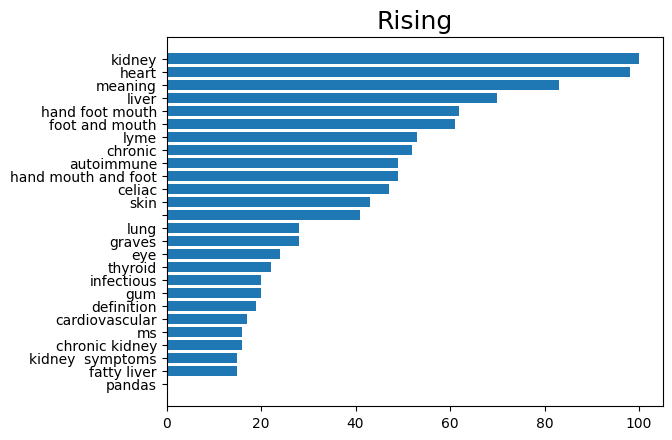 Rising
kidney
heart
meaning
liver
hand foot mouth
foot and mouth
lyme
chronic
autoimmune
hand mouth and foot
celiac
skin
lung
graves
eye
thyroid
infectious
gum
definition
cardiovascular
ms
chronic kidney
kidney  symptoms
fatty liver
pandas
0 20 40 60 80 100